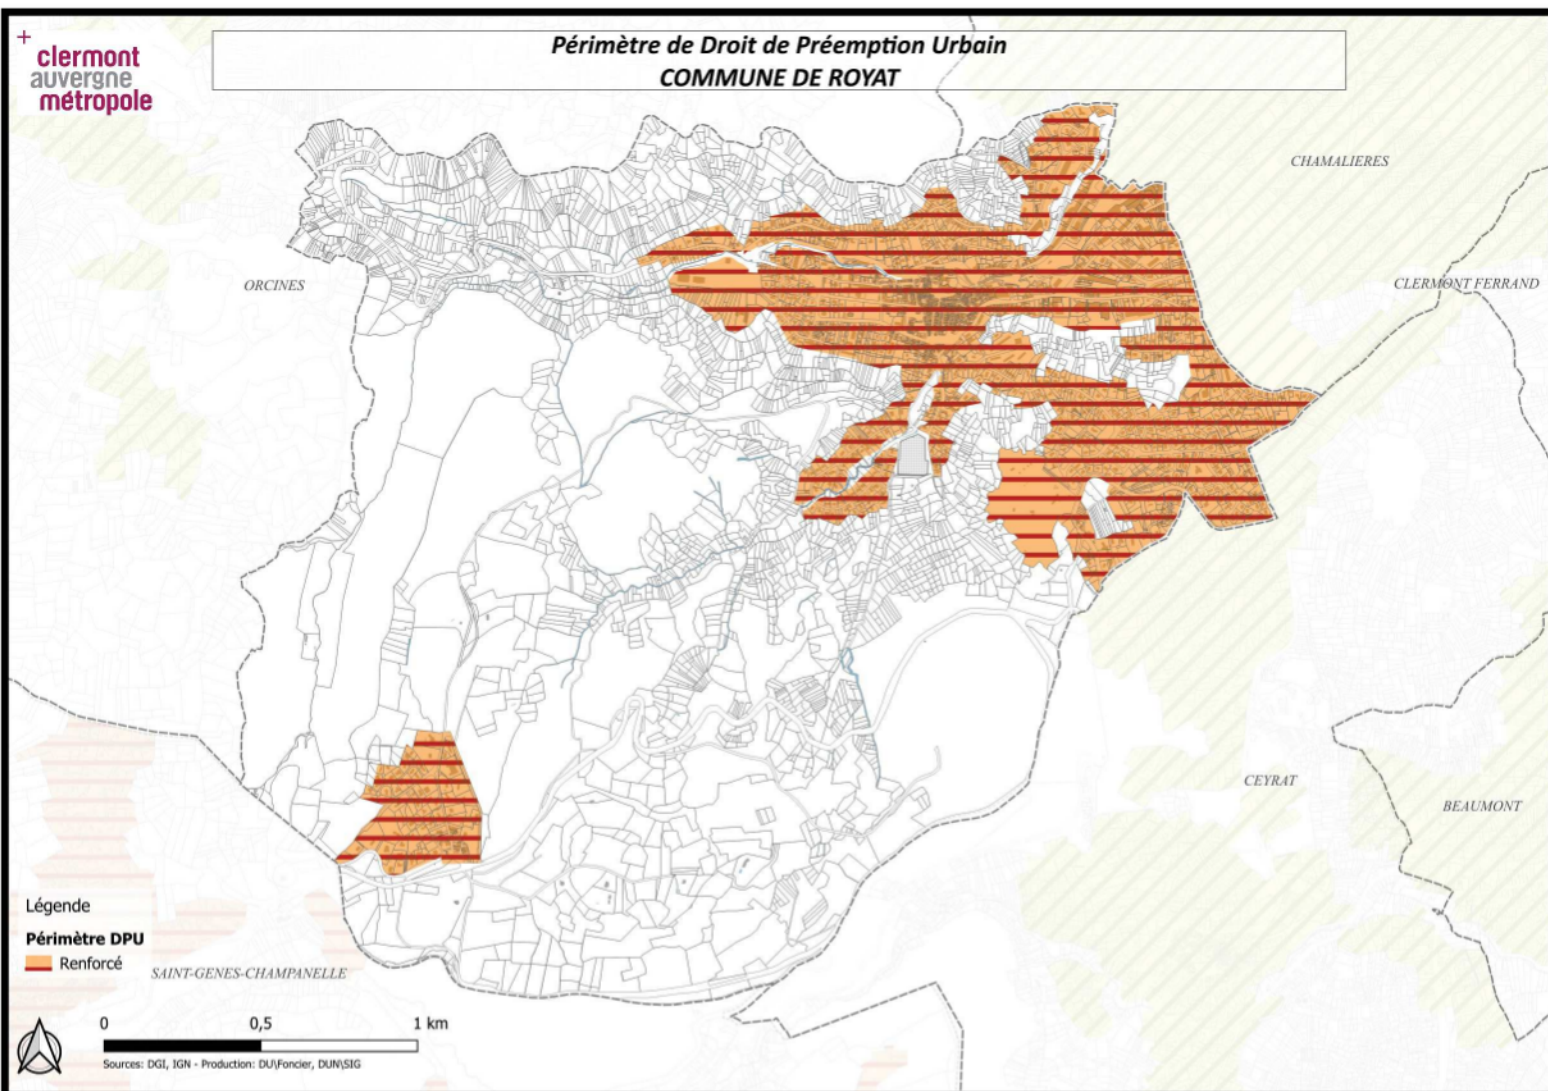 +
clermont
auvergne
métropole
Périmètre de Droit de Préemption Urbain
COMMUNE DE ROYAT
CHAMALIERES
ORCINES
CLERMONT FERRAND
CEYRAT
BEAUMONT
Légende
Périmètre DPU
Renforcé
SAINT-GENES-CHAMPANELLE
0 0,5 1 km
Sources: DGI, IGN - Production: DU\Foncier, DUN\SIG